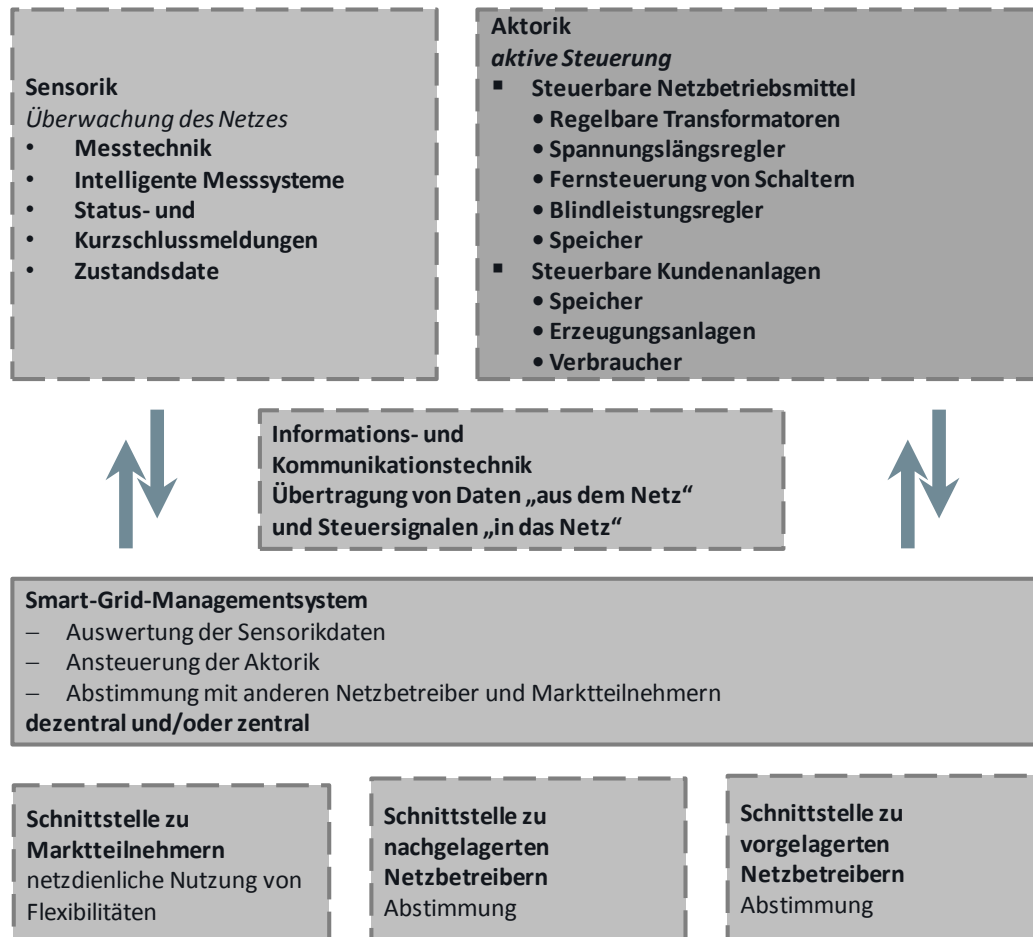 Sensorik
Überwachung des Netzes
• Messtechnik
• Intelligente Messsysteme
• Status- und
• Kurzschlussmeldungen
• Zustandsdate
Aktorik
aktive Steuerung
▪ Steuerbare Netzbetriebsmittel
• Regelbare Transformatoren
• Spannungslängsregler
• Fernsteuerung von Schaltern
• Blindleistungsregler
• Speicher
▪ Steuerbare Kundenanlagen
• Speicher
• Erzeugungsanlagen
• Verbraucher
Informations- und
Kommunikationstechnik
Übertragung von Daten „aus dem Netz“
und Steuersignalen „in das Netz“
Smart-Grid-Managementsystem
– Auswertung der Sensorikdaten
– Ansteuerung der Aktorik
– Abstimmung mit anderen Netzbetreiber und Marktteilnehmern
dezentral und/oder zentral
Schnittstelle zu
Marktteilnehmern
netzdienliche Nutzung von
Flexibilitäten
Schnittstelle zu
nachgelagerten
Netzbetreibern
Abstimmung
Schnittstelle zu
vorgelagerten
Netzbetreibern
Abstimmung